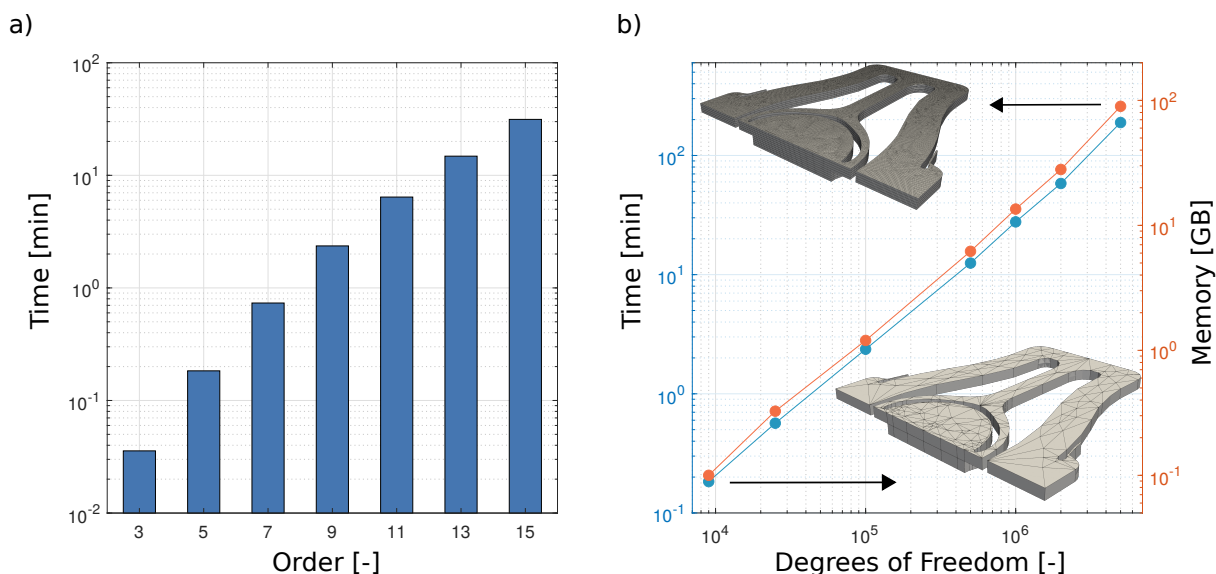 a)
10^2
10^1
10^0
10^-1
10^-2
Time [min]
3 5 7 9 11 13 15
Order [-]
b)
10^2
10^1
10^0
10^-1
Time [min]
10^4 10^5 10^6
Degrees of Freedom [-]
10^2
10^1
10^0
10^-1
Memory [GB]